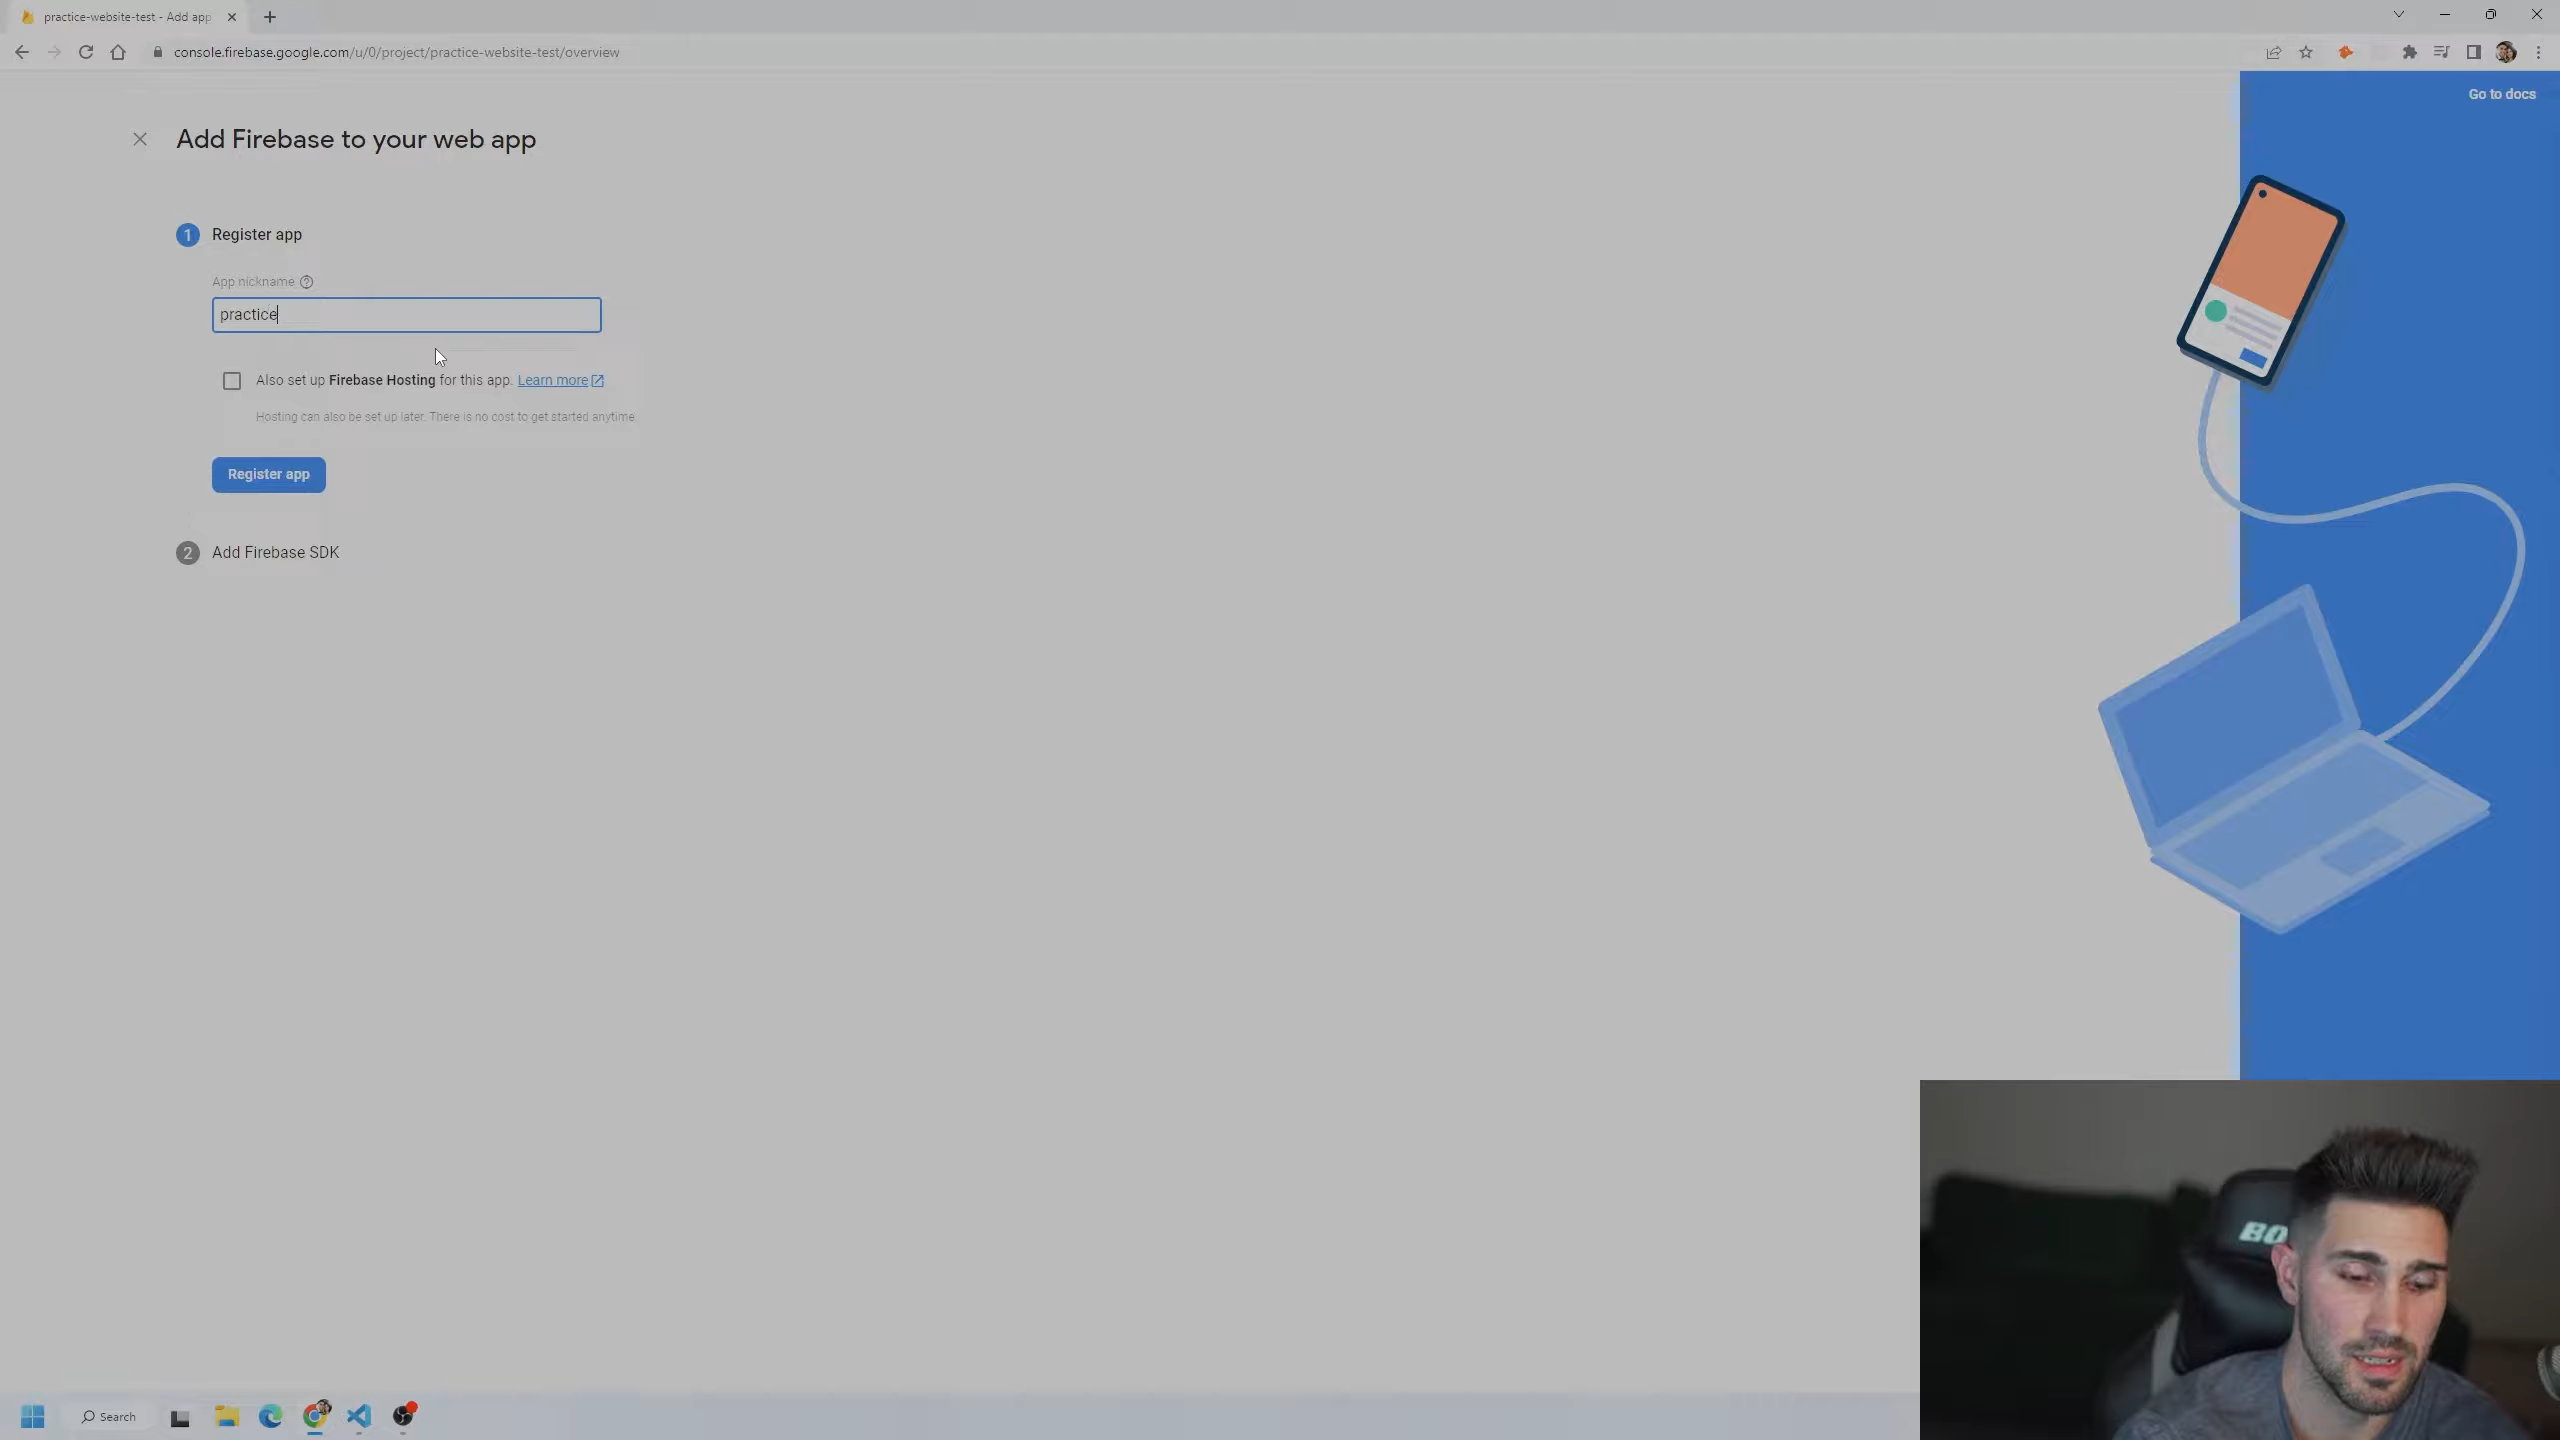 practice-website-test - Add app
console.firebase.google.com/u/0/project/practice-website-test/overview
Go to docs
Add Firebase to your web app
1 Register app
App nickname
practice
Also set up Firebase Hosting for this app. Learn more
Hosting can also be set up later. There is no cost to get started anytime.
Register app
2 Add Firebase SDK
BO
Search